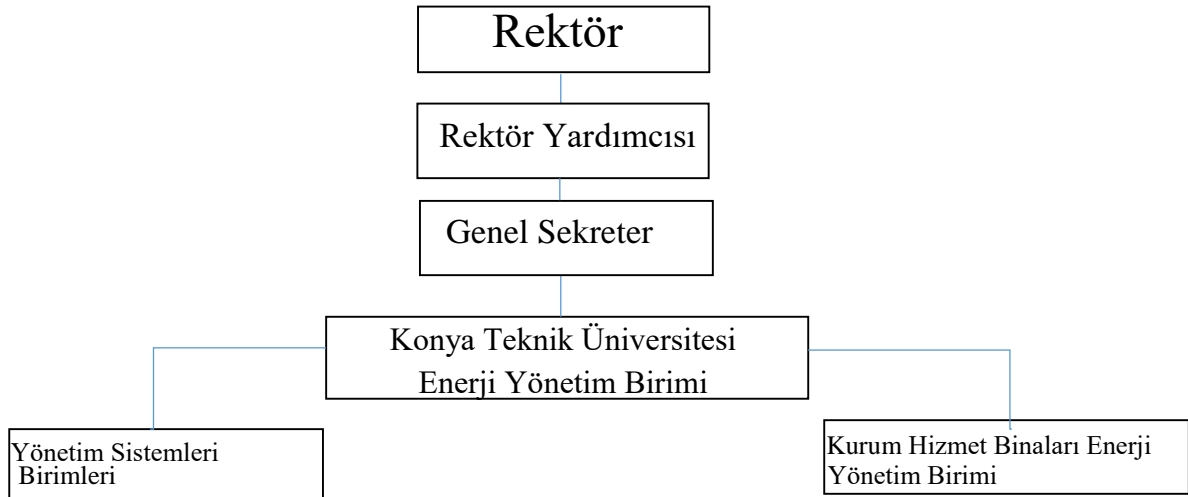 Rektör
Rektör Yardımcısı
Genel Sekreter
Konya Teknik Üniversitesi
Enerji Yönetim Birimi
Yönetim Sistemleri
Birimleri
Kurum Hizmet Binaları Enerji
Yönetim Birimi